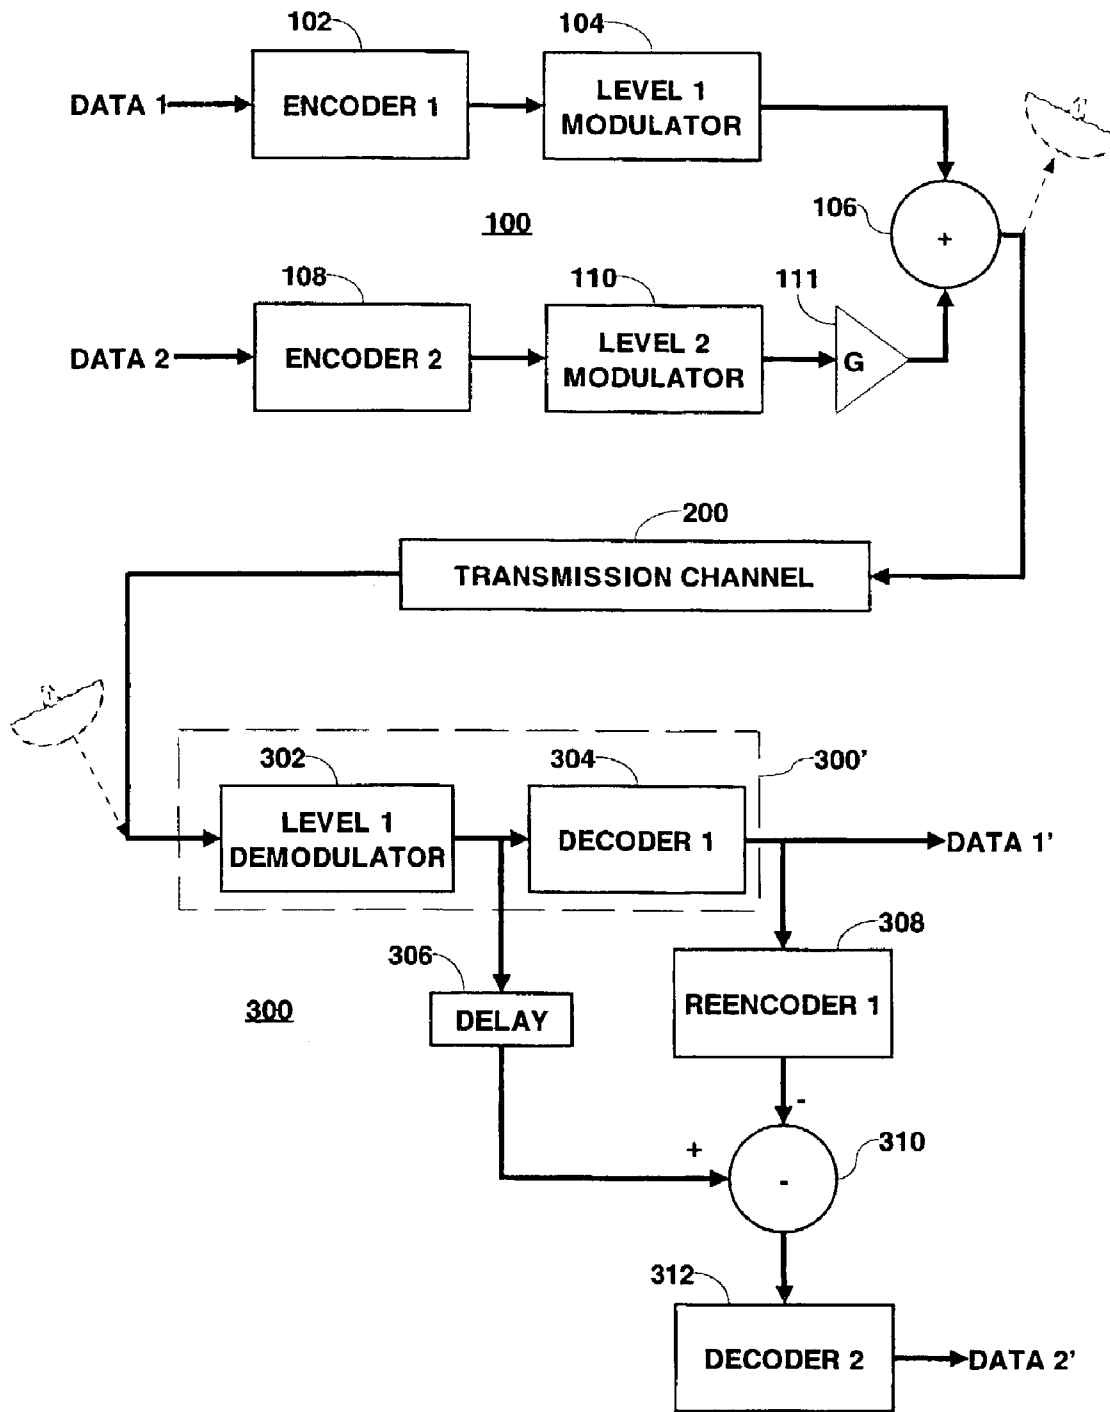 102
104
DATA 1
ENCODER 1
LEVEL 1
MODULATOR
106
+
100
108
110
111
DATA 2
ENCODER 2
LEVEL 2
MODULATOR
G
200
TRANSMISSION CHANNEL
302
304
300'
LEVEL 1
DEMODULATOR
DECODER 1
DATA 1'
306
308
300
DELAY
REENCODER 1
-
+
310
-
312
DECODER 2
DATA 2'